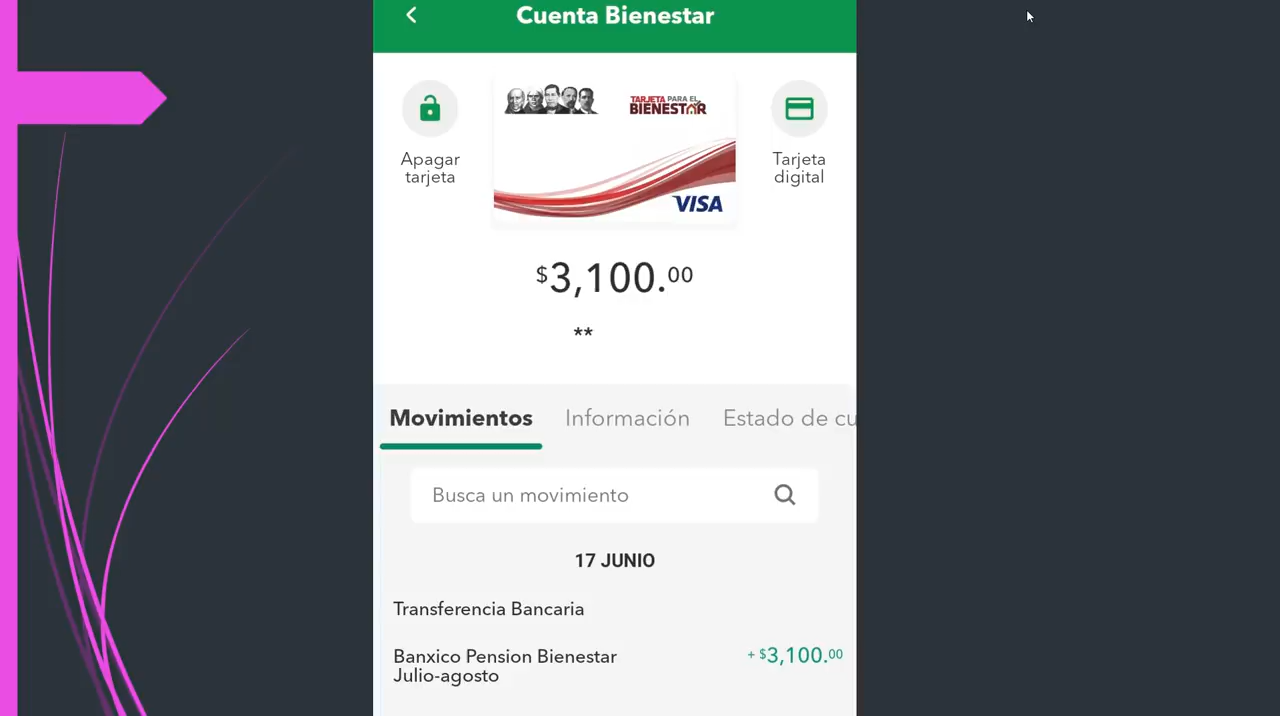 Cuenta Bienestar
Apagar
tarjeta
TARJETA PARA EL
BIENESTAR
VISA
Tarjeta
digital
$3,100.00
**
Movimientos Información Estado de cu
Busca un movimiento
17 JUNIO
Transferencia Bancaria
Banxico Pension Bienestar + $3,100.00
Julio-agosto